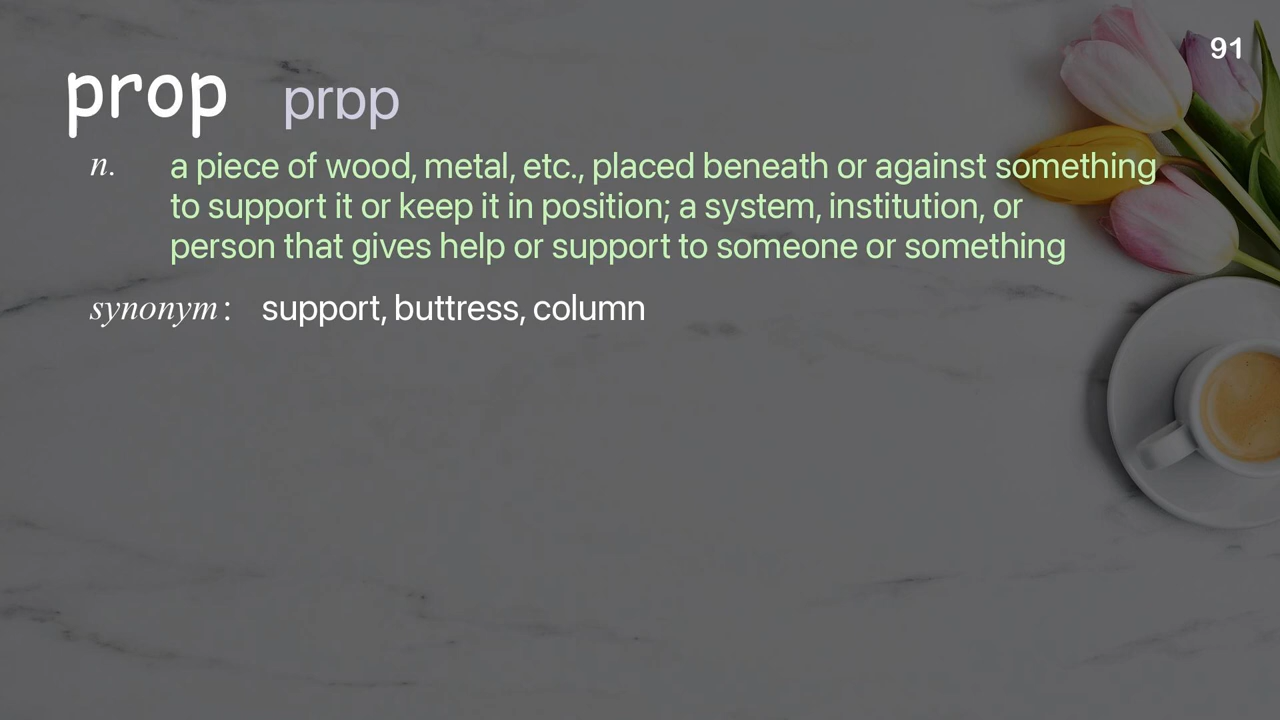 91
prop prɒp
n. a piece of wood, metal, etc., placed beneath or against something
to support it or keep it in position; a system, institution, or
person that gives help or support to someone or something
synonym: support, buttress, column